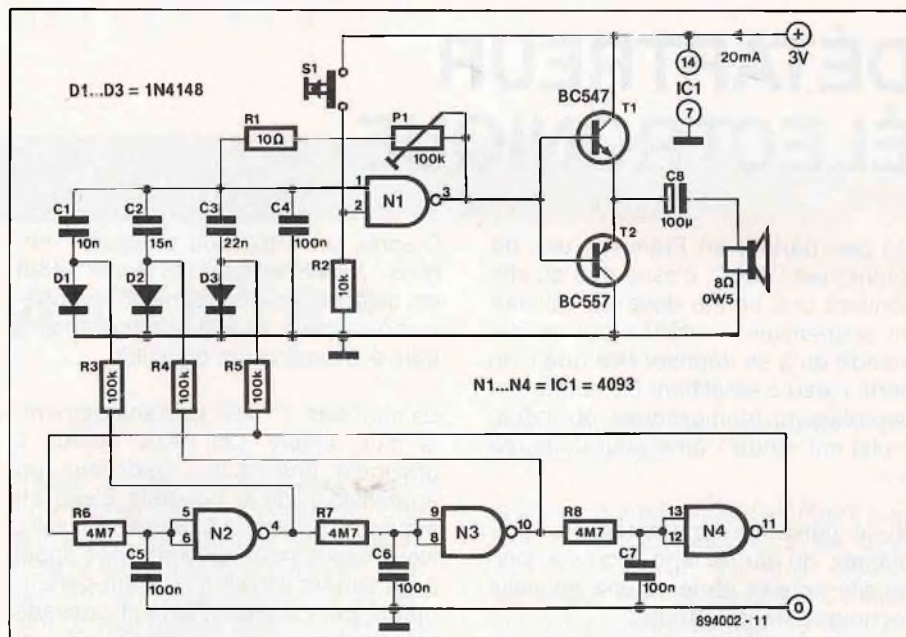 DÉTARTREUR
20mA
+
3V
S1
14
IC1
7
D1...D3 = 1N4148
BC547
T1
R1
10Ω
P1
100k
1
2
N1
3
C8
100µ
C1
10n
C2
15n
C3
22n
C4
100n
D1
D2
D3
R2
10k
T2
BC557
8Ω
0W5
R3
100k
R4
100k
R5
100k
N1...N4 = IC1 = 4093
R6
4M7
5
6
N2
4
R7
4M7
9
8
N3
10
R8
4M7
13
12
N4
11
C5
100n
C6
100n
C7
100n
0
894002-11